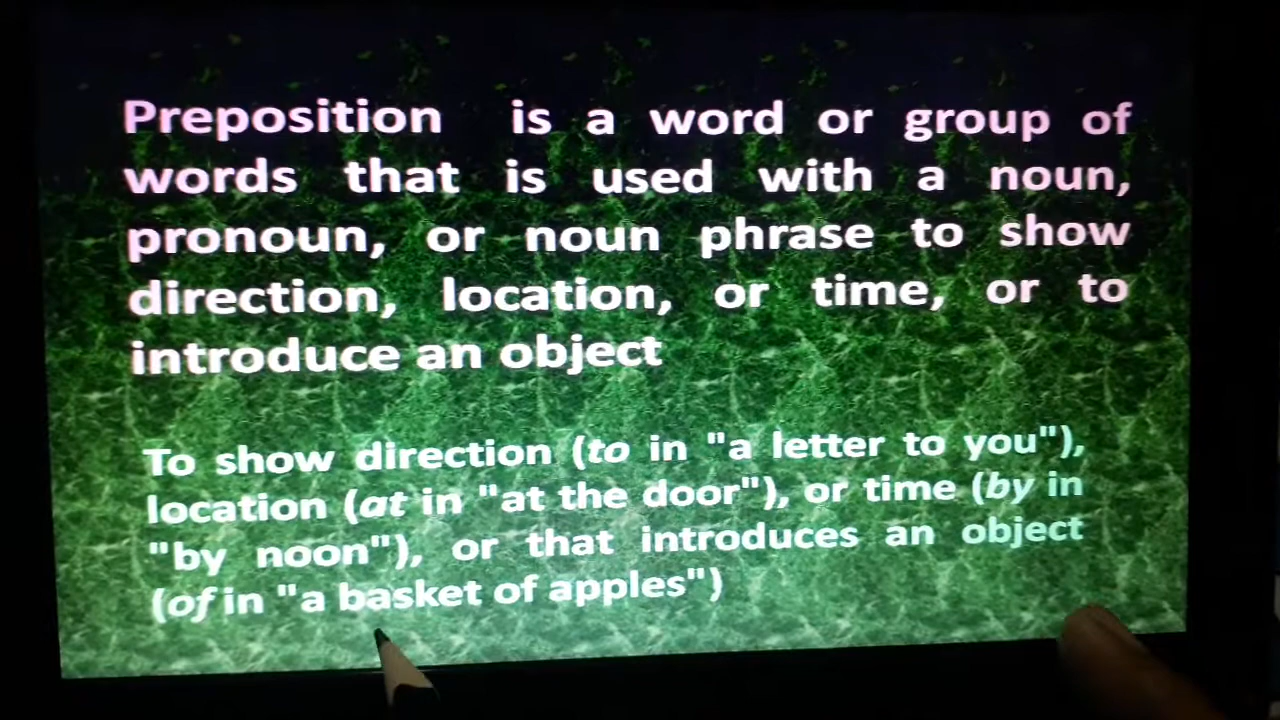 Preposition is a word or group of
words that is used with a noun,
pronoun, or noun phrase to show
direction, location, or time, or to
introduce an object
To show direction (to in "a letter to you"),
location (at in "at the door"), or time (by in
"by noon"), or that introduces an object
(of in "a basket of apples")